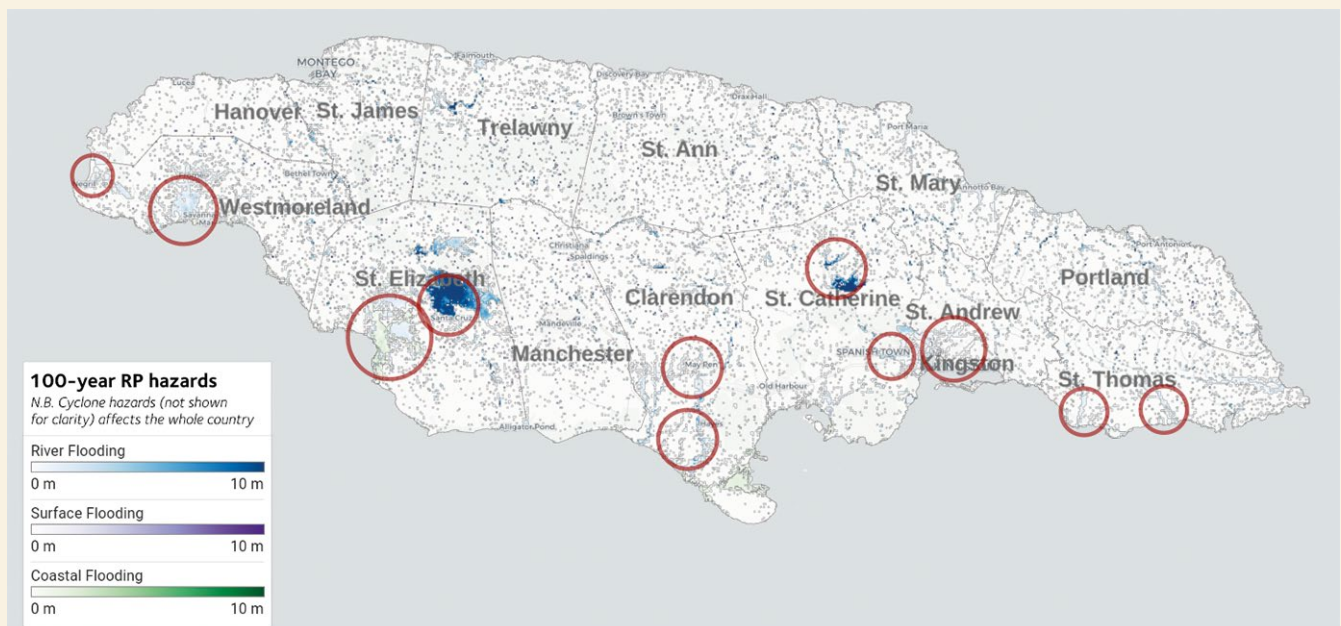 Falmouth
MONTEGO
BAY
Discovery Bay
Lucea
Drax Hall
Hanover
St. James
Brown's Town
Trelawny
Port Maria
St. Ann
Bethel Town
St. Mary
Annotto Bay
Negril
Westmoreland
Savanna-
La-Mar
Christiana
Spaldings
Port Antonio
St. Elizabeth
Portland
Clarendon
St. Catherine
St. Andrew
Santa Cruz
Mandeville
Manchester
SPANISH TOWN
Kingston
May Pen
St. Thomas
Old Harbour
Alligator Pond
100-year RP hazards
N.B. Cyclone hazards (not shown
for clarity) affects the whole country
River Flooding
0 m 10 m
Surface Flooding
0 m 10 m
Coastal Flooding
0 m 10 m